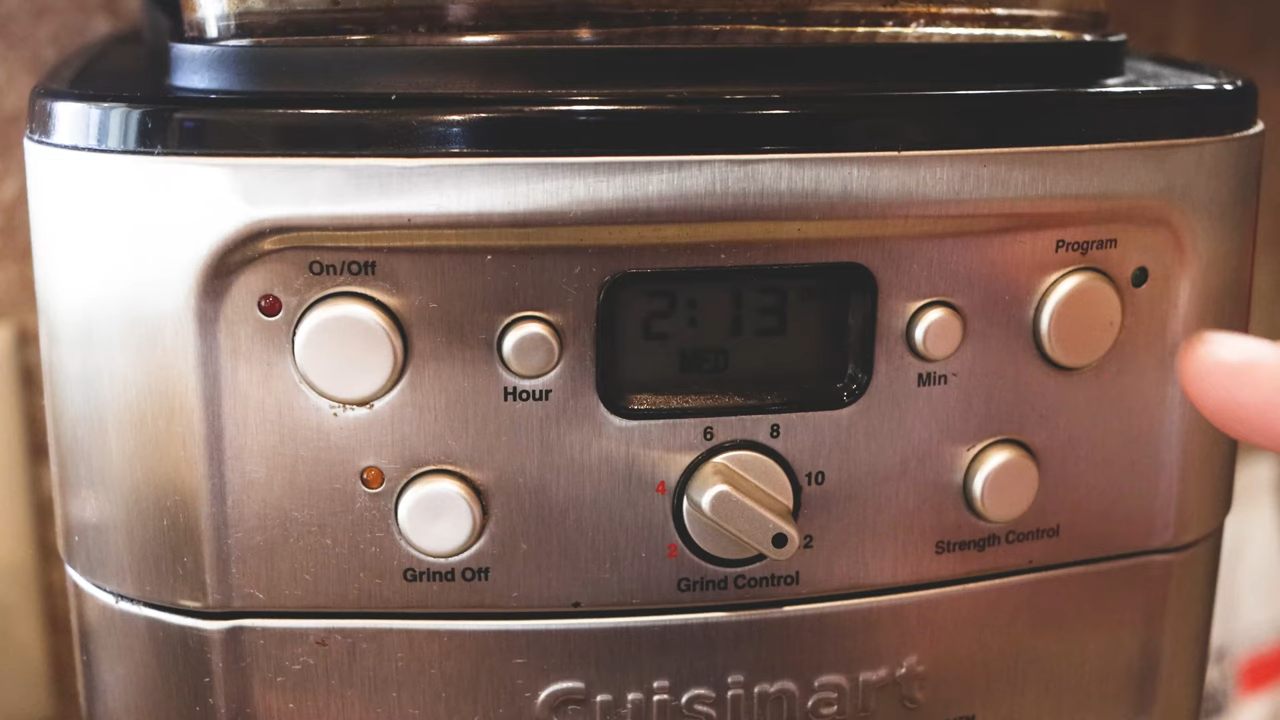 Program
On/Off
2:13
MED
Hour
Min
6
8
4
10
2
2
Strength Control
Grind Off
Grind Control
Cuisinart